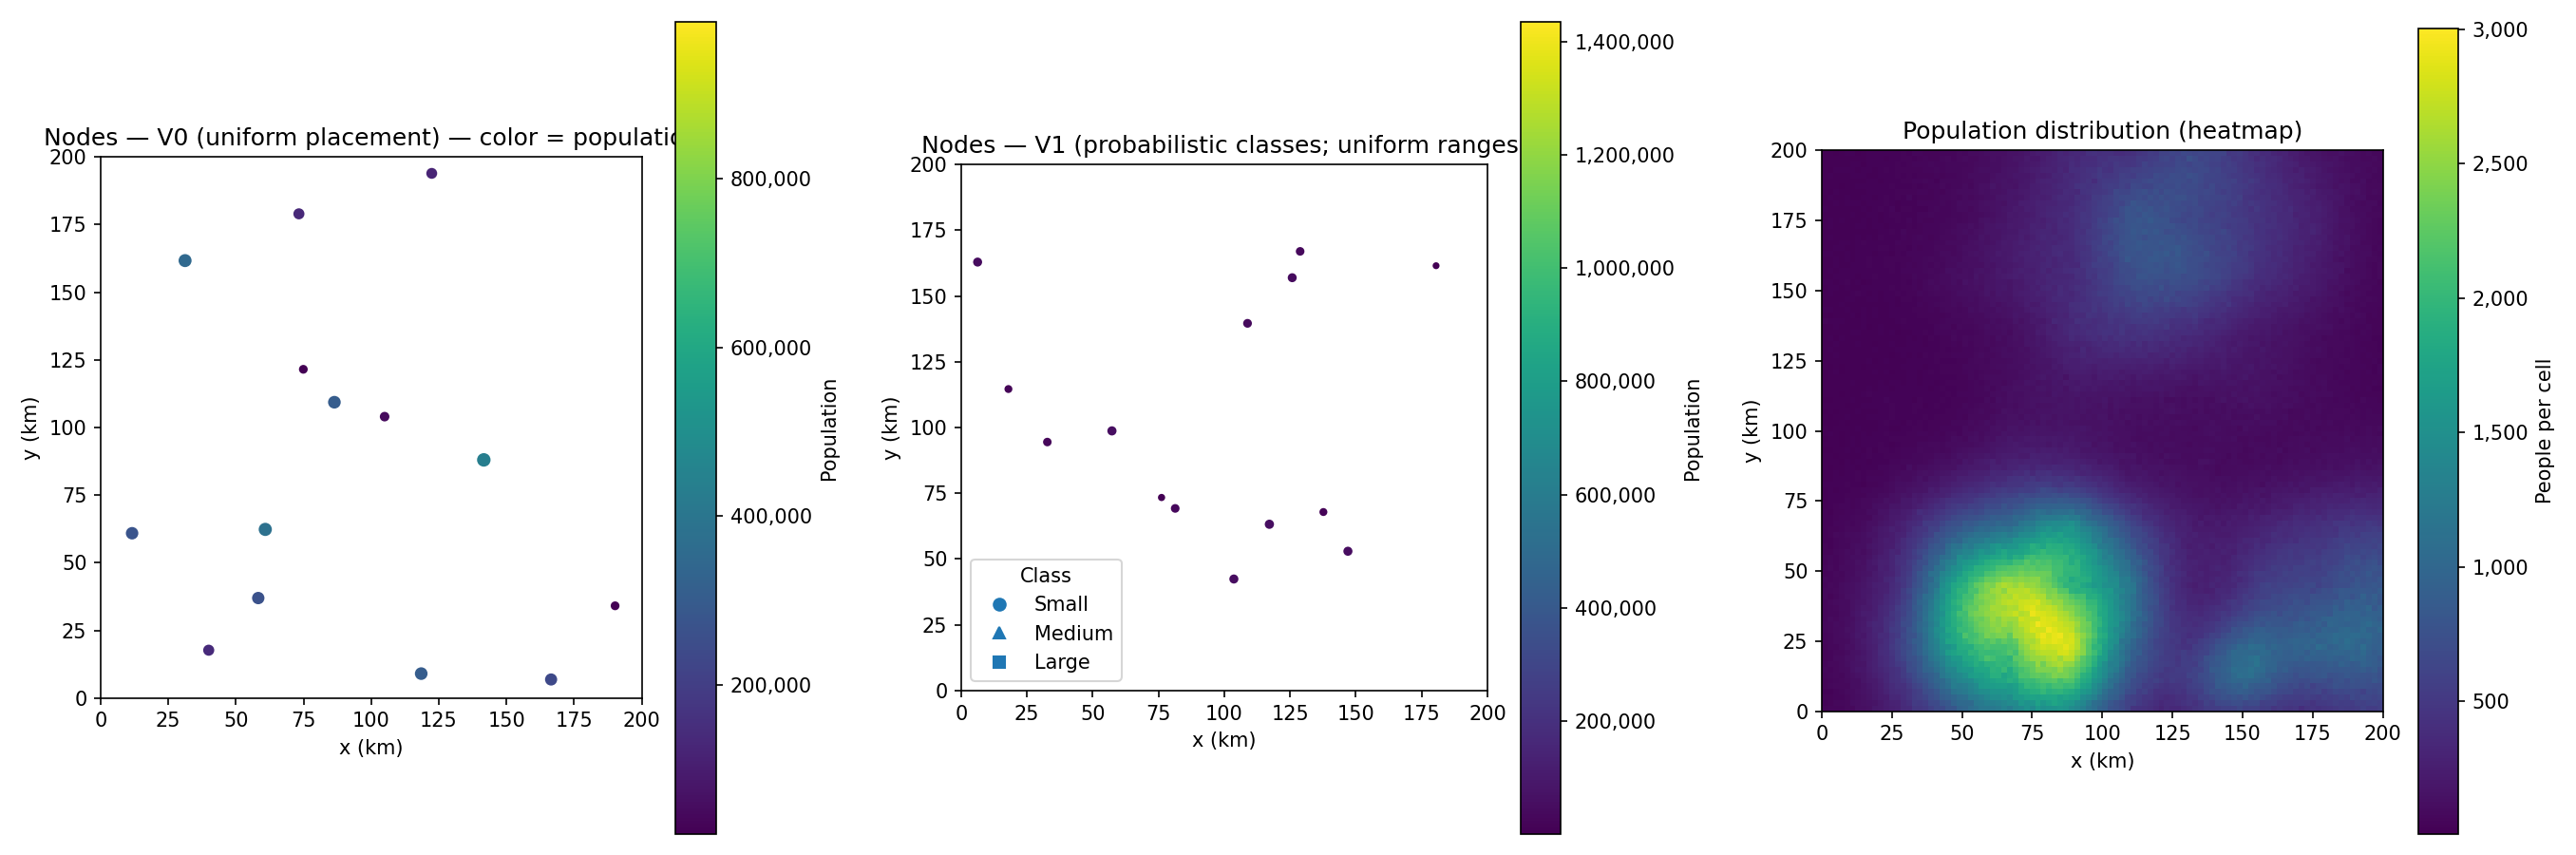 Nodes — V0 (uniform placement) — color = populatio
200
175
150
125
100
75
50
25
0
y (km)
0 25 50 75 100 125 150 175 200
x (km)
800,000
600,000
400,000
200,000
Population
Nodes — V1 (probabilistic classes; uniform ranges
200
175
150
125
100
75
50
25
0
y (km)
Class
Small
Medium
Large
0 25 50 75 100 125 150 175 200
x (km)
1,400,000
1,200,000
1,000,000
800,000
600,000
400,000
200,000
Population
Population distribution (heatmap)
200
175
150
125
100
75
50
25
0
y (km)
0 25 50 75 100 125 150 175 200
x (km)
3,000
2,500
2,000
1,500
1,000
500
People per cell